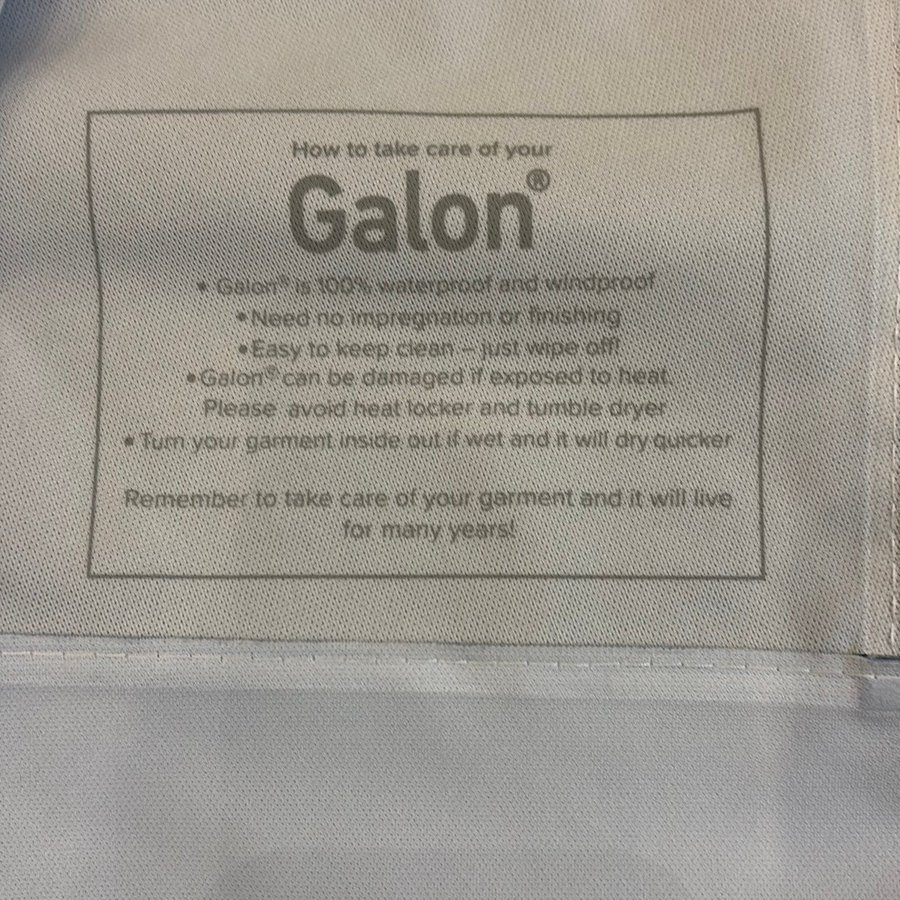 How to take care of your
Galon®
• Galon® is 100% waterproof and windproof
• Need no impregnation or finishing
• Easy to keep clean – just wipe off!
• Galon® can be damaged if exposed to heat.
Please avoid heat locker and tumble dryer
• Turn your garment inside out if wet and it will dry quicker
Remember to take care of your garment and it will live
for many years!